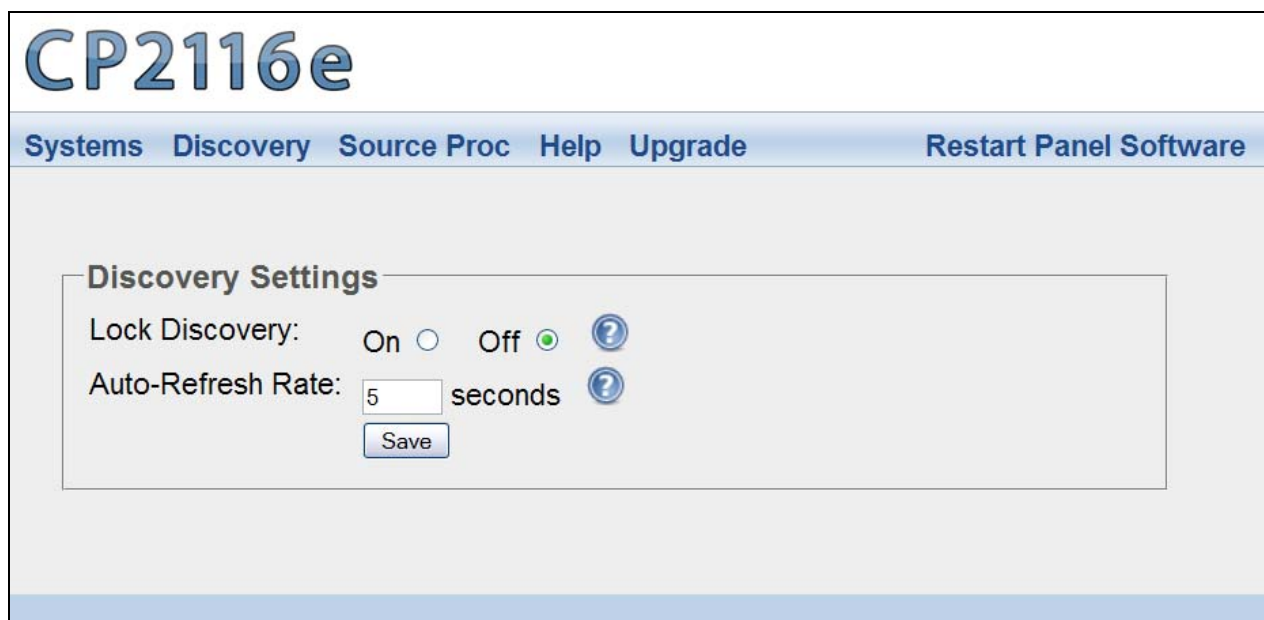 CP2116e
Systems Discovery Source Proc Help Upgrade Restart Panel Software
Discovery Settings
Lock Discovery: On Off ?
Auto-Refresh Rate: 5 seconds ?
Save